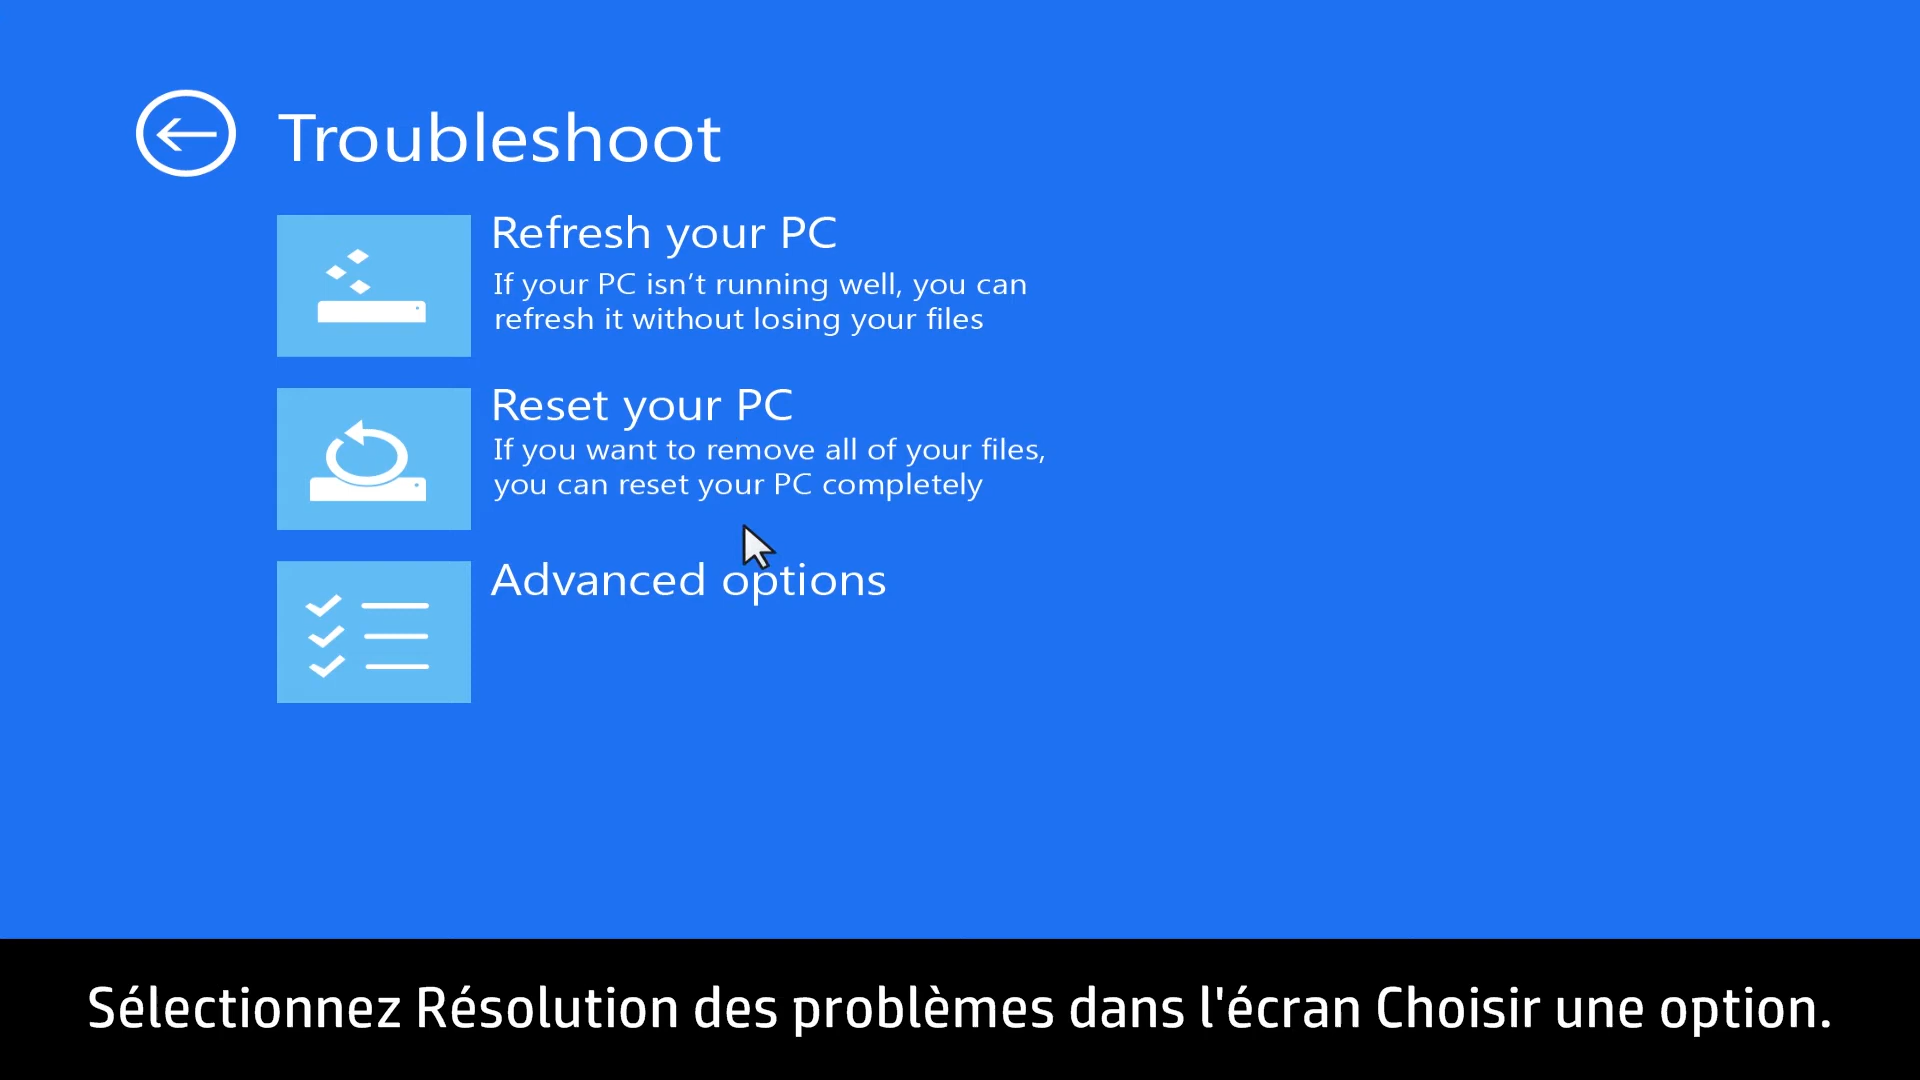 Troubleshoot
Refresh your PC
If your PC isn’t running well, you can
refresh it without losing your files
Reset your PC
If you want to remove all of your files,
you can reset your PC completely
Advanced options
Sélectionnez Résolution des problèmes dans l'écran Choisir une option.